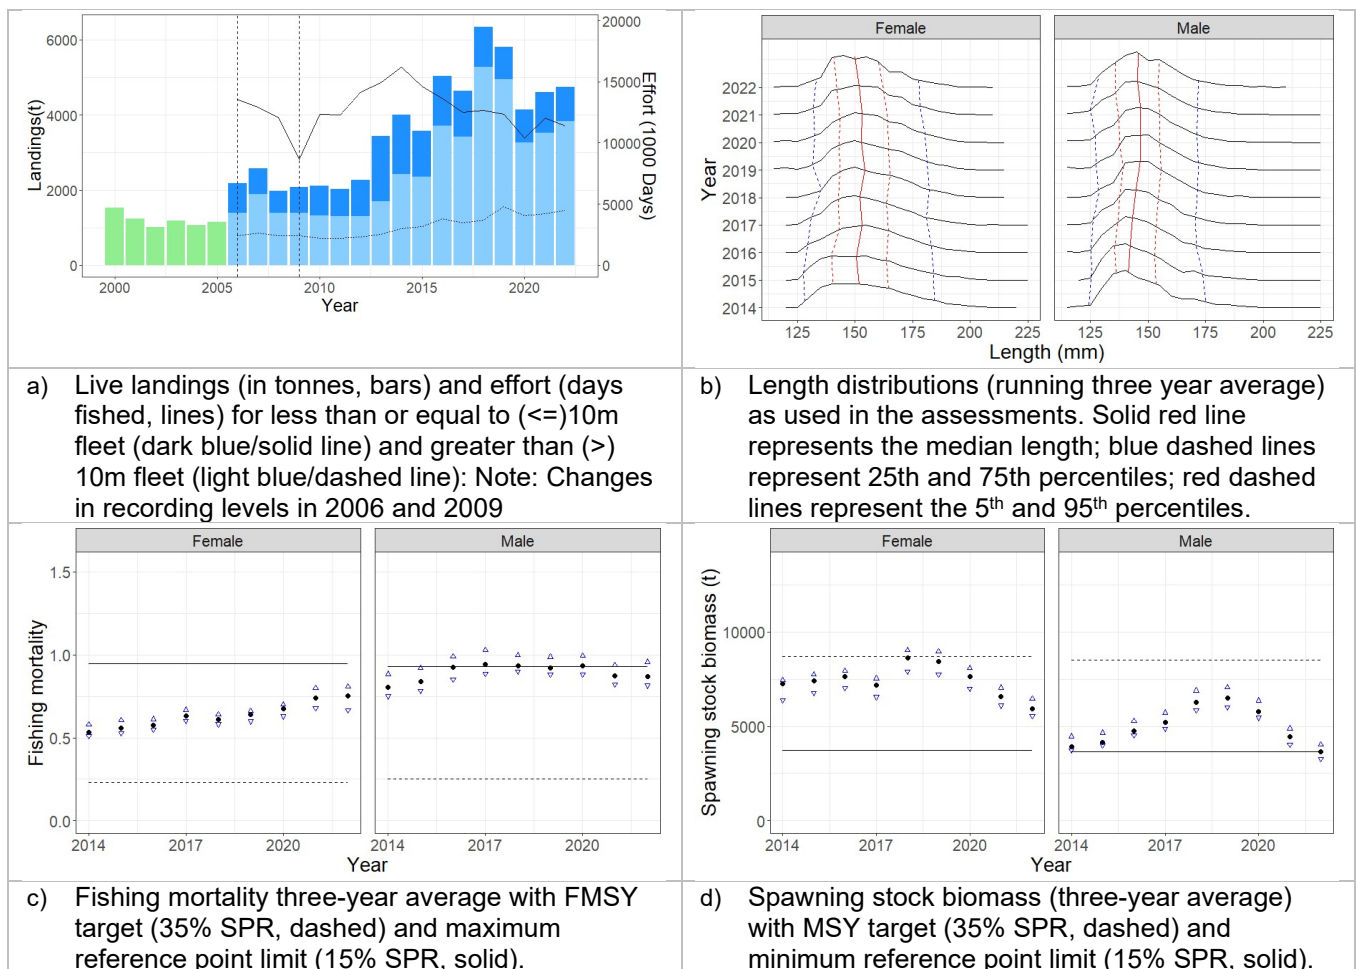 6000
4000
2000
0
Landings(t)
20000
15000
10000
5000
0
Effort (1000 Days)
2000
2005
2010
2015
2020
Year
Female
Male
2022
2021
2020
2019
2018
2017
2016
2015
2014
Year
125
150
175
200
225
125
150
175
200
225
Length (mm)
a) Live landings (in tonnes, bars) and effort (days
fished, lines) for less than or equal to (<=)10m
fleet (dark blue/solid line) and greater than (>)
10m fleet (light blue/dashed line): Note: Changes
in recording levels in 2006 and 2009
b) Length distributions (running three year average)
as used in the assessments. Solid red line
represents the median length; blue dashed lines
represent 25th and 75th percentiles; red dashed
lines represent the 5th and 95th percentiles.
Female
Male
1.5
1.0
0.5
0.0
Fishing mortality
2014
2017
2020
2014
2017
2020
Year
Female
Male
10000
5000
0
Spawning stock biomass (t)
2014
2017
2020
2014
2017
2020
Year
c) Fishing mortality three-year average with FMSY
target (35% SPR, dashed) and maximum
reference point limit (15% SPR, solid).
d) Spawning stock biomass (three-year average)
with MSY target (35% SPR, dashed) and
minimum reference point limit (15% SPR, solid).